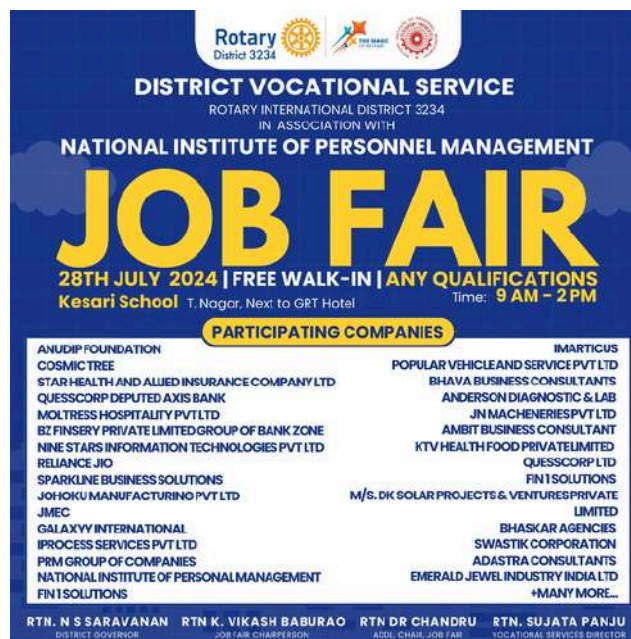 Rotary
District 3234
THE MAGIC
OF ROTARY
DISTRICT VOCATIONAL SERVICE
ROTARY INTERNATIONAL DISTRICT 3234
IN ASSOCIATION WITH
NATIONAL INSTITUTE OF PERSONNEL MANAGEMENT
JOB FAIR
28TH JULY 2024 | FREE WALK-IN | ANY QUALIFICATIONS
Kesari School T. Nagar, Next to GRT Hotel
Time: 9 AM - 2 PM
PARTICIPATING COMPANIES
ANUDIP FOUNDATION
COSMIC TREE
STAR HEALTH AND ALLIED INSURANCE COMPANY LTD
QUESSCORP DEPUTED AXIS BANK
MOLTRESS HOSPITALITY PVT LTD
BZ FINSERY PRIVATE LIMITED GROUP OF BANK ZONE
NINE STARS INFORMATION TECHNOLOGIES PVT LTD
RELIANCE JIO
SPARKLINE BUSINESS SOLUTIONS
JOHOKU MANUFACTURING PVT LTD
JMEC
GALAXYY INTERNATIONAL
IPROCESS SERVICES PVT LTD
PRM GROUP OF COMPANIES
NATIONAL INSTITUTE OF PERSONAL MANAGEMENT
FIN 1 SOLUTIONS
IMARTICUS
POPULAR VEHICLE AND SERVICE PVT LTD
BHAVA BUSINESS CONSULTANTS
ANDERSON DIAGNOSTIC & LAB
JN MACHENERIES PVT LTD
AMBIT BUSINESS CONSULTANT
KTV HEALTH FOOD PRIVATE LIMITED
QUESSCORP LTD
FIN 1 SOLUTIONS
M/S. DK SOLAR PROJECTS & VENTURES PRIVATE
LIMITED
BHASKAR AGENCIES
SWASTIK CORPORATION
ADASTRA CONSULTANTS
EMERALD JEWEL INDUSTRY INDIA LTD
+MANY MORE...
RTN. N S SARAVANAN
DISTRICT GOVERNOR
RTN K. VIKASH BABURAO
JOB FAIR CHAIRPERSON
RTN DR CHANDRU
ADDL. CHAIR, JOB FAIR
RTN. SUJATA PANJU
VOCATIONAL SERVICES DIRECTOR